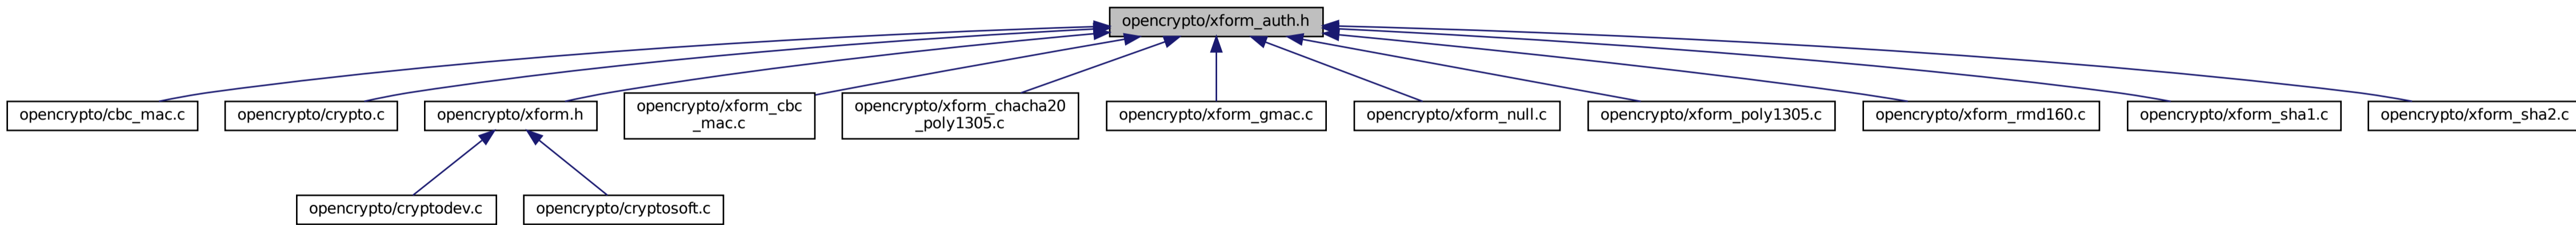 opencrypto/xform_auth.h
opencrypto/cbc_mac.c
opencrypto/crypto.c
opencrypto/xform.h
opencrypto/xform_cbc
_mac.c
opencrypto/xform_chacha20
_poly1305.c
opencrypto/xform_gmac.c
opencrypto/xform_null.c
opencrypto/xform_poly1305.c
opencrypto/xform_rmd160.c
opencrypto/xform_sha1.c
opencrypto/xform_sha2.c
opencrypto/cryptodev.c
opencrypto/cryptosoft.c